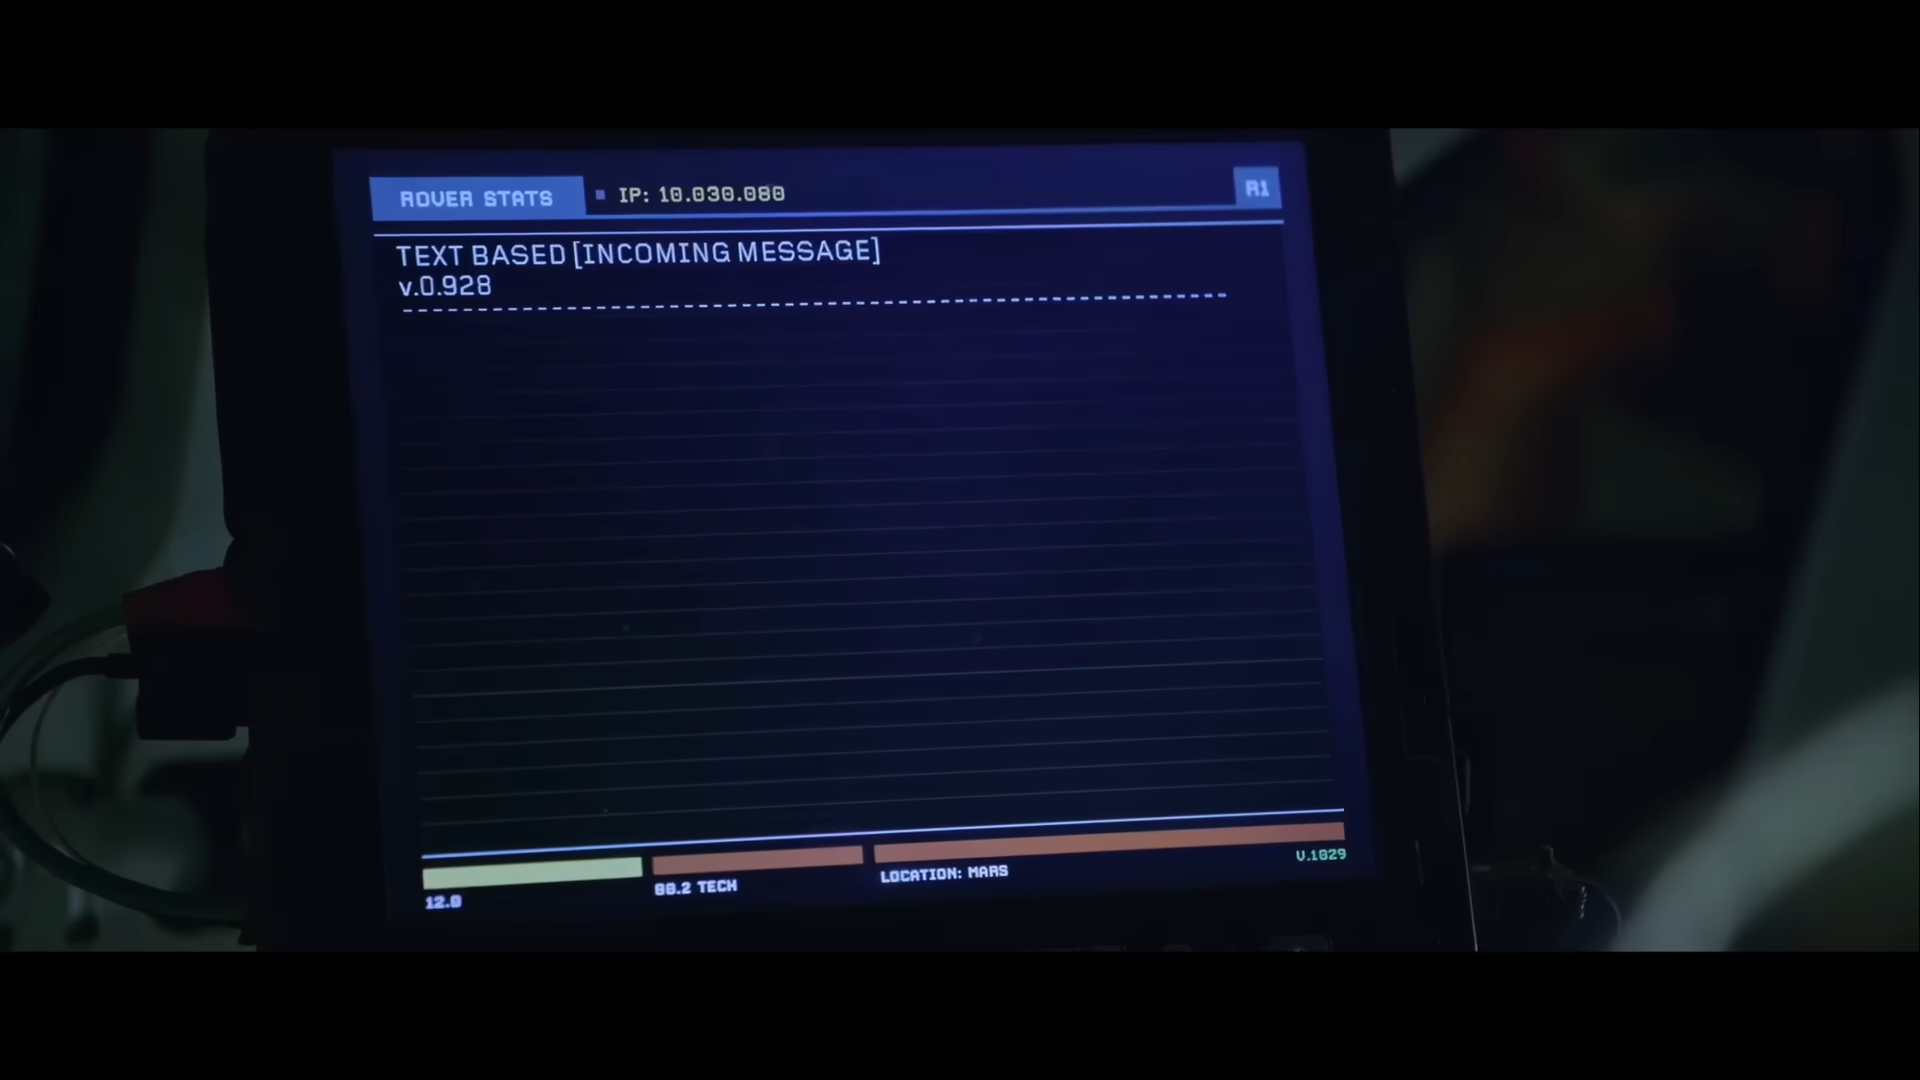 ROVER STATS
IP: 10.030.080
R1
TEXT BASED [INCOMING MESSAGE]
v.0.928
12.0
80.2 TECH
LOCATION: MARS
V.1029